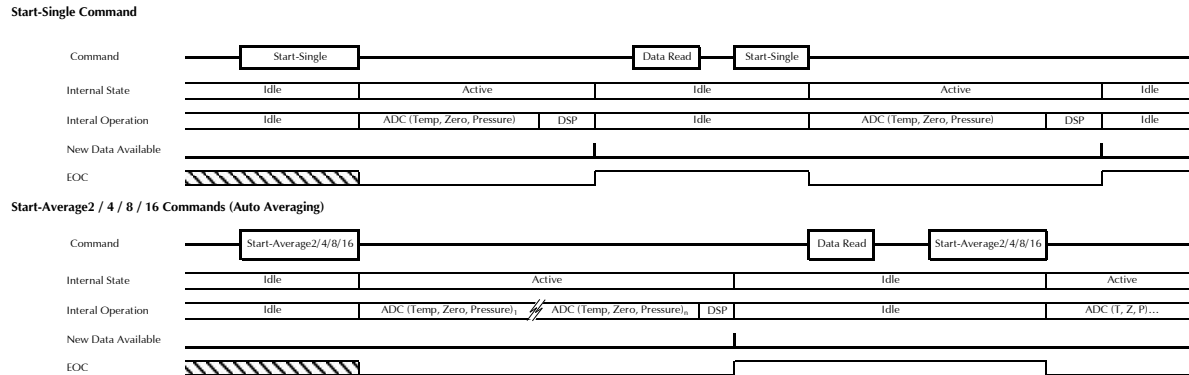 Start-Single Command
Command Start-Single Data Read Start-Single
Internal State Idle Active Idle Active Idle
Interal Operation Idle ADC (Temp, Zero, Pressure) DSP Idle ADC (Temp, Zero, Pressure) DSP Idle
New Data Available
EOC
Start-Average2 / 4 / 8 / 16 Commands (Auto Averaging)
Command Start-Average2/4/8/16 Data Read Start-Average2/4/8/16
Internal State Idle Active Idle Active
Interal Operation Idle ADC (Temp, Zero, Pressure)₁ ADC (Temp, Zero, Pressure)ₙ DSP Idle ADC (T, Z, P)...
New Data Available
EOC